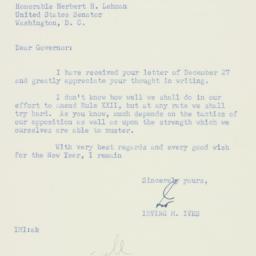 Honorable Herbert H. Lehman
United States Senator
Washington, D. C.
Dear Governor:
I have received your letter of December 27
and greatly appreciate your thought in writing.
I don't know how well we shall do in our
effort to amend Rule XXII, but at any rate we shall
try hard. As you know, much depends on the tactics of
our opposition as well as upon the strength which we
ourselves are able to muster.
With very best regards and every good wish
for the New Year, I remain
Sincerely yours,
IRVING M. IVES
IMI:ab